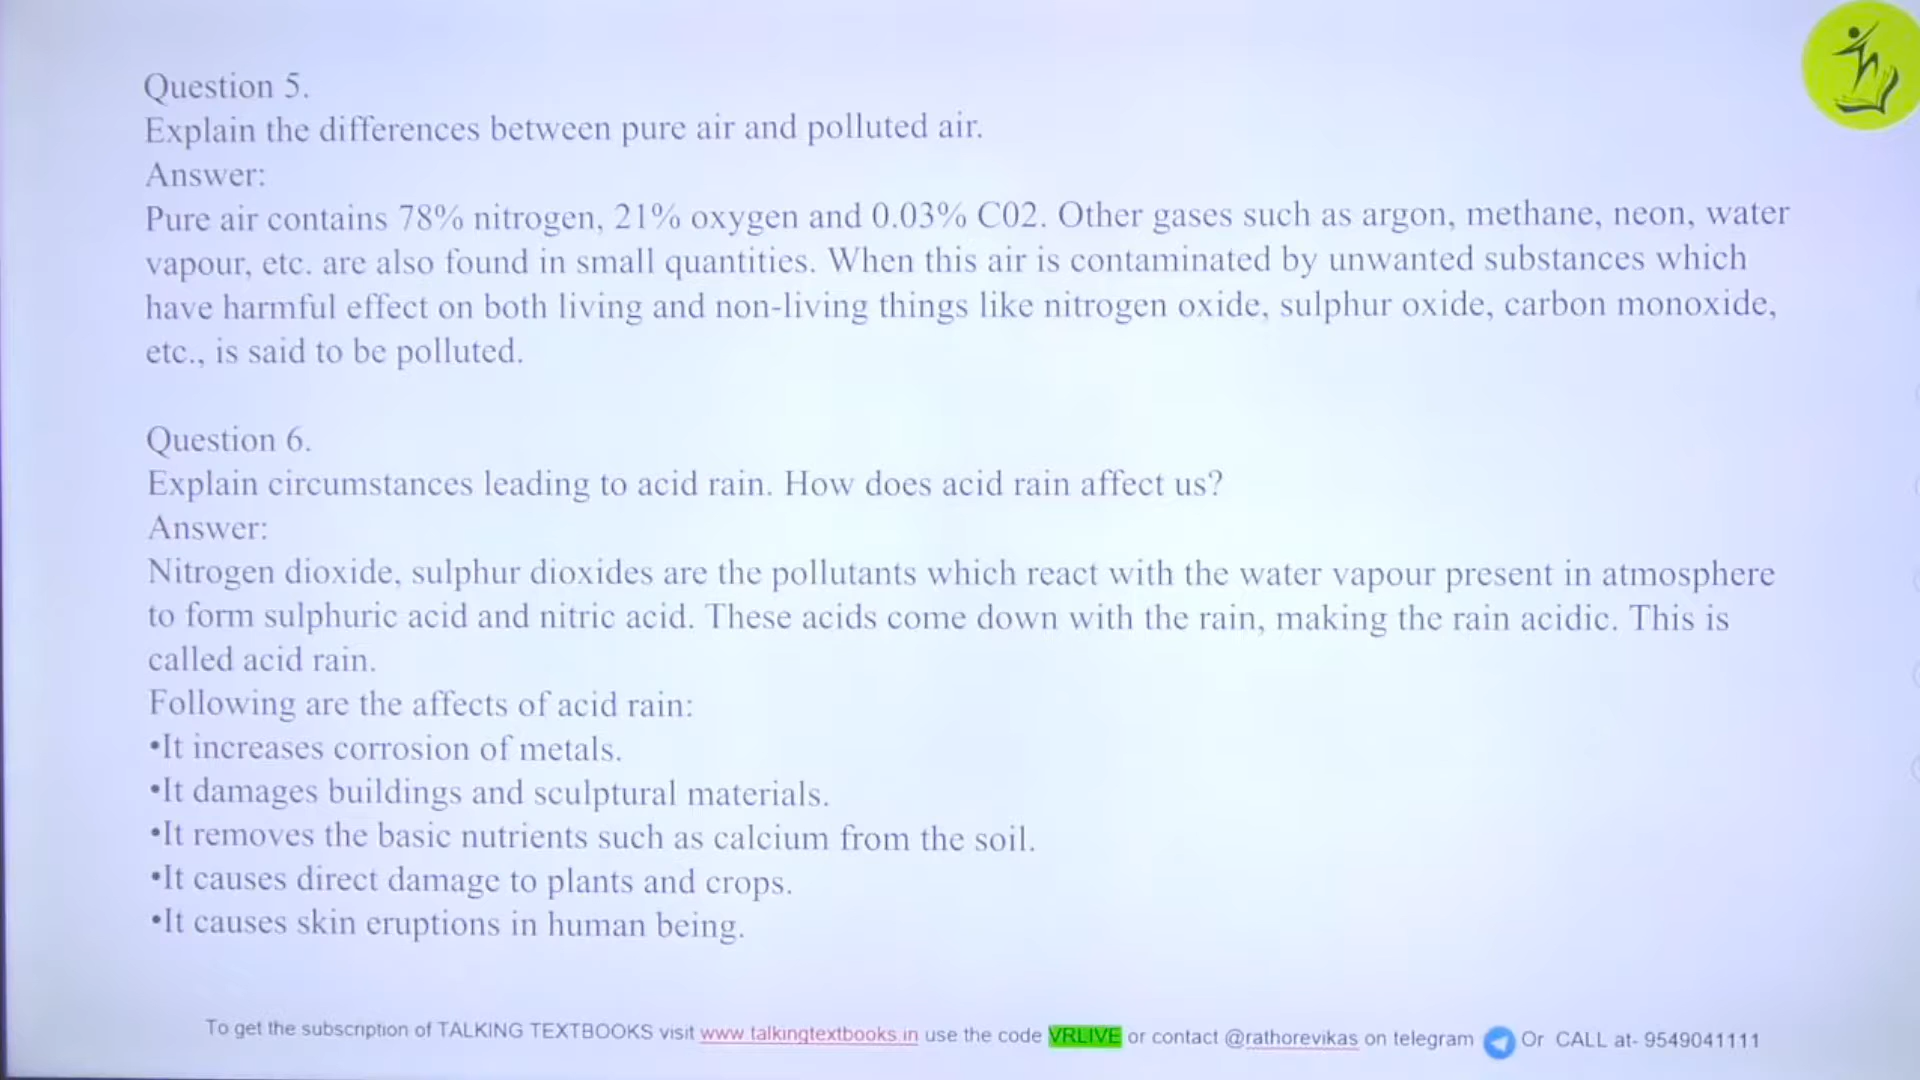 Question 5.
Explain the differences between pure air and polluted air.
Answer:
Pure air contains 78% nitrogen, 21% oxygen and 0.03% C02. Other gases such as argon, methane, neon, water
vapour, etc. are also found in small quantities. When this air is contaminated by unwanted substances which
have harmful effect on both living and non-living things like nitrogen oxide, sulphur oxide, carbon monoxide,
etc., is said to be polluted.
Question 6.
Explain circumstances leading to acid rain. How does acid rain affect us?
Answer:
Nitrogen dioxide, sulphur dioxides are the pollutants which react with the water vapour present in atmosphere
to form sulphuric acid and nitric acid. These acids come down with the rain, making the rain acidic. This is
called acid rain.
Following are the affects of acid rain:
•It increases corrosion of metals.
•It damages buildings and sculptural materials.
•It removes the basic nutrients such as calcium from the soil.
•It causes direct damage to plants and crops.
•It causes skin eruptions in human being.
To get the subscription of TALKING TEXTBOOKS visit www.talkingtextbooks.in use the code VRLIVE or contact @rathorevikas on telegram Or CALL at- 9549041111